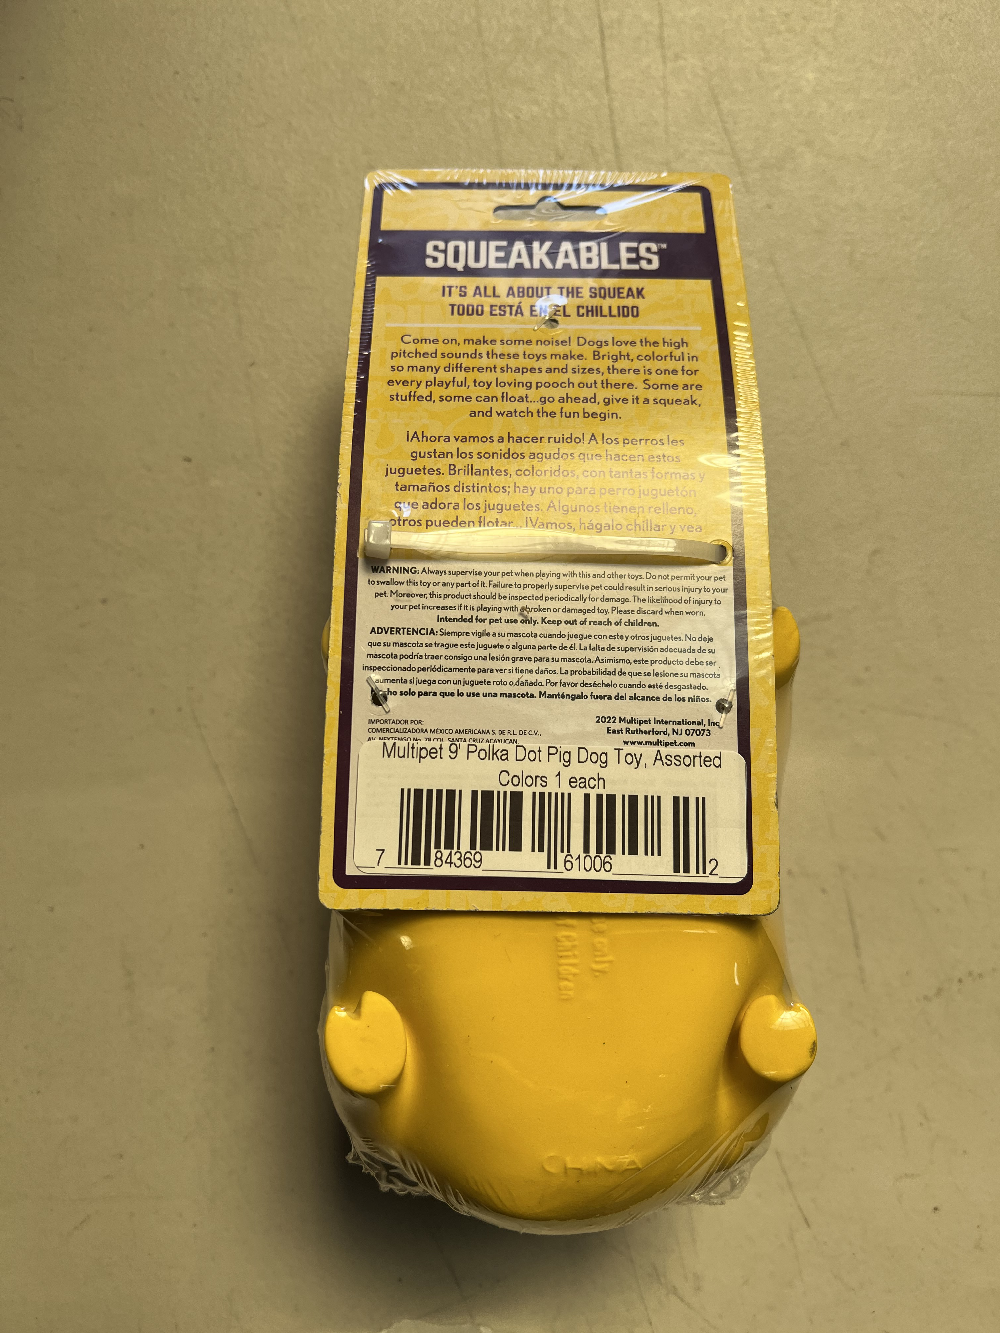 SQUEAKABLES™
IT'S ALL ABOUT THE SQUEAK
TODO ESTÁ EN EL CHILLIDO
Come on, make some noise! Dogs love the high
pitched sounds these toys make. Bright, colorful in
so many different shapes and sizes, there is one for
every playful, toy loving pooch out there. Some are
stuffed, some can float...go ahead, give it a squeak,
and watch the fun begin.
¡Ahora vamos a hacer ruido! A los perros les
gustan los sonidos agudos que hacen estos
juguetes. Brillantes, coloridos, con tantas formas y
tamaños distintos; hay uno para perro juguetón
que adora los juguetes. Algunos tienen relleno,
otros pueden flotar...¡Vamos, hágalo chillar y vea
WARNING: Always supervise your pet when playing with this and other toys. Do not permit your pet
to swallow this toy or any part of it. Failure to properly supervise pet could result in serious injury to your
pet. Moreover, this product should be inspected periodically for damage. The likelihood of injury to
your pet increases if it is playing with a broken or damaged toy. Please discard when worn.
Intended for pet use only. Keep out of reach of children.
ADVERTENCIA: Siempre vigile a su mascota cuando juegue con este y otros juguetes. No deje
que su mascota se trague este juguete o alguna parte de él. La falta de supervisión adecuada de su
mascota podría traer consigo una lesión grave para su mascota. Asimismo, este producto debe ser
inspeccionado periódicamente para ver si tiene daños. La probabilidad de que se lesione su mascota
aumenta si juega con un juguete roto o dañado. Por favor deséchelo cuando esté desgastado.
cho solo para que lo use una mascota. Manténgalo fuera del alcance de los niños.
IMPORTADOR POR:
COMERCIALIZADORA MÉXICO AMERICANA S. DE R.L. DE C.V.,
AV. NEXTENGO No. 78 COL. SANTA CRUZ ACAYUCAN
2022 Multipet International, Inc
East Rutherford, NJ 07073
www.multipet.com
Multipet 9' Polka Dot Pig Dog Toy, Assorted
Colors 1 each
7 84369 61006 2
only.
f children
CHINA